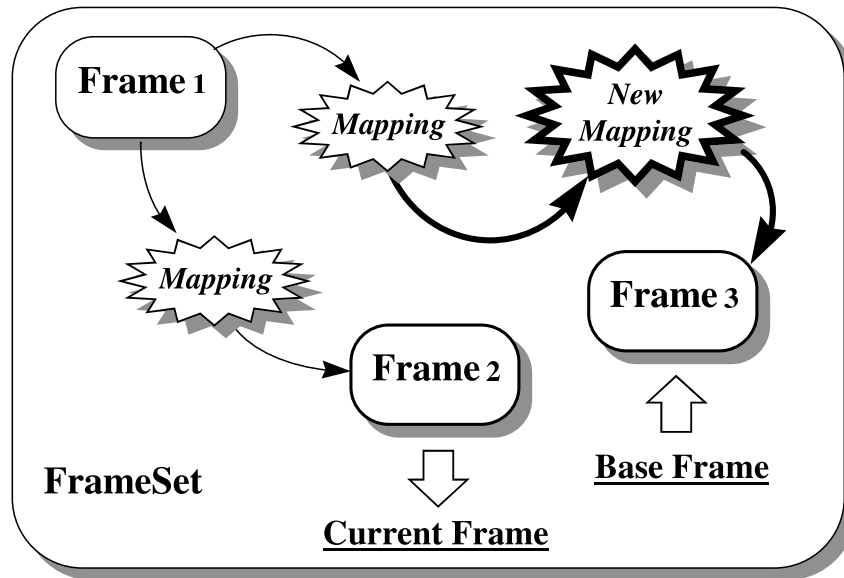 Frame 1
Mapping
New
Mapping
Mapping
Frame 3
Frame 2
Base Frame
FrameSet
Current Frame